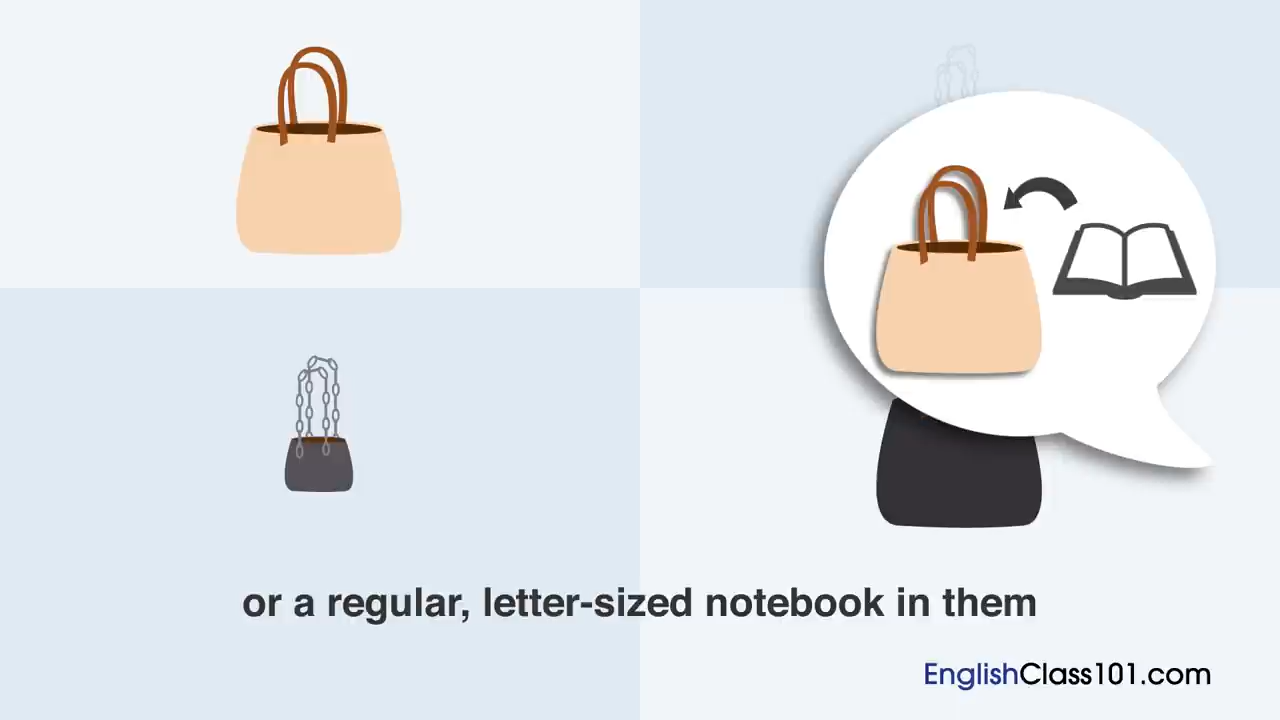 or a regular, letter-sized notebook in them
EnglishClass101.com